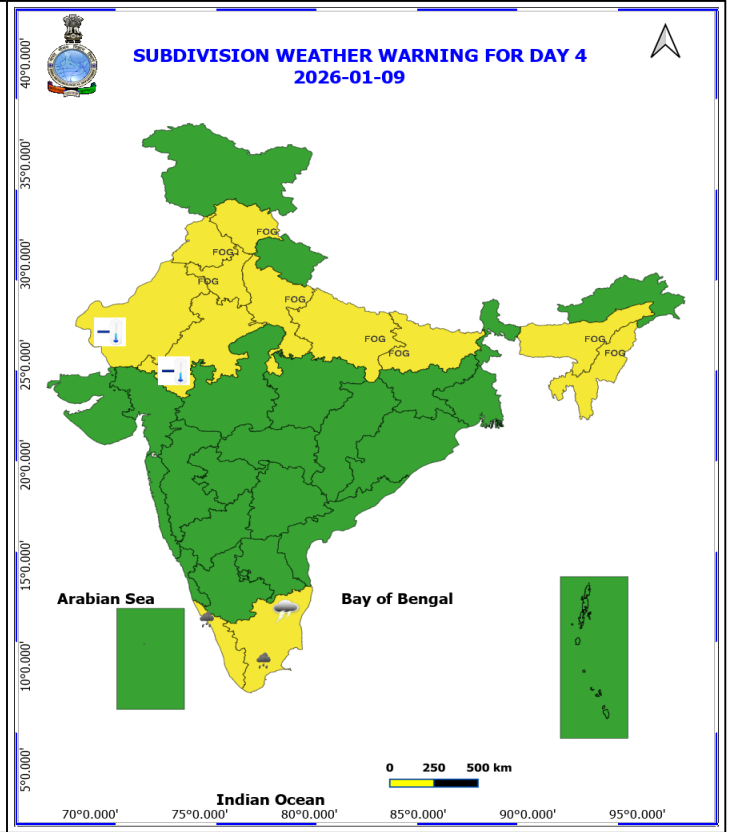 SUBDIVISION WEATHER WARNING FOR DAY 4
2026-01-09
40°0.000'
35°0.000'
30°0.000'
25°0.000'
20°0.000'
15°0.000'
10°0.000'
5°0.000'
FOG
FOG
FOG
FOG
FOG
FOG
FOG
FOG
Arabian Sea
Bay of Bengal
0 250 500 km
Indian Ocean
70°0.000' 75°0.000' 80°0.000' 85°0.000' 90°0.000' 95°0.000'